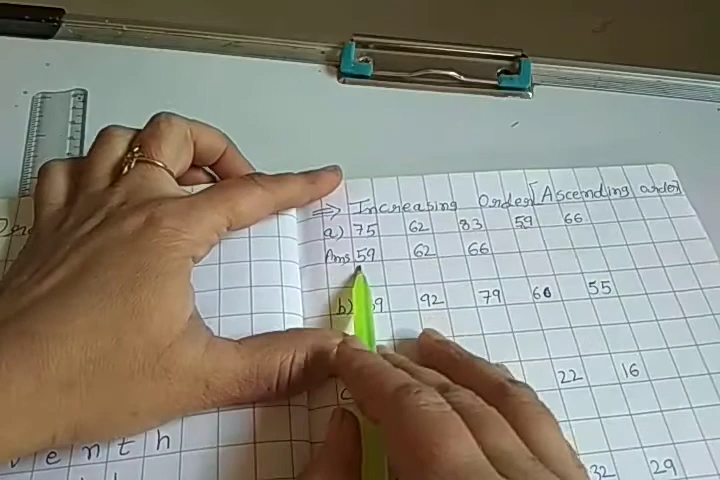 ⇒ Increasing Order [Ascending order
a) 75 62 83 59 66
Ans 59 62 66
b) 92 79 60 55
22 16
venth
32 29